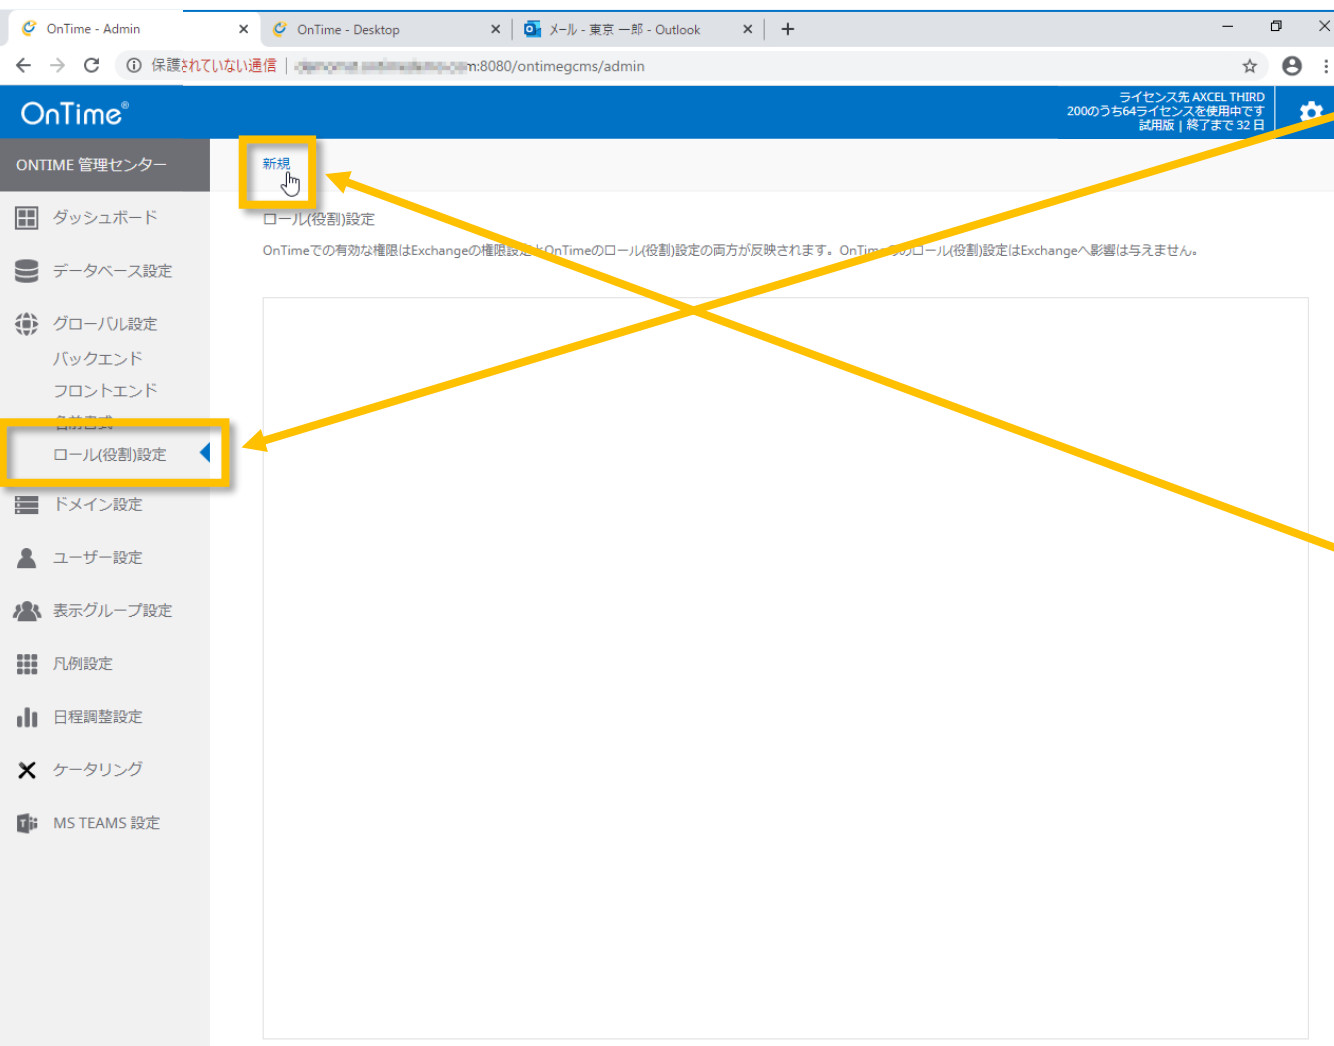 OnTime - Admin
OnTime - Desktop
メール - 東京 一郎 - Outlook
保護されていない通信 | m:8080/ontimegcms/admin
OnTime®
ライセンス先 AXCEL THIRD
200のうち64ライセンスを使用中です
試用版 | 終了まで 32 日
ONTIME 管理センター
新規
ダッシュボード
データベース設定
グローバル設定
バックエンド
フロントエンド
ロール(役割)設定
ドメイン設定
ユーザー設定
表示グループ設定
凡例設定
日程調整設定
ケータリング
MS TEAMS 設定
ロール(役割)設定
OnTimeでの有効な権限はExchangeの権限設定とOnTimeのロール(役割)設定の両方が反映されます。OnTimeののロール(役割)設定はExchangeへ影響は与えません。